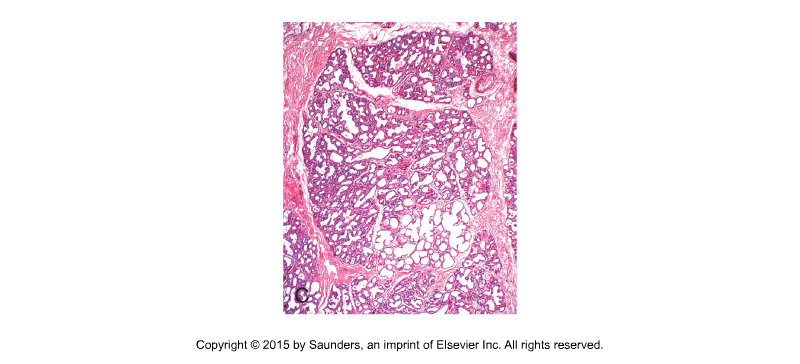 C
Copyright © 2015 by Saunders, an imprint of Elsevier Inc. All rights reserved.